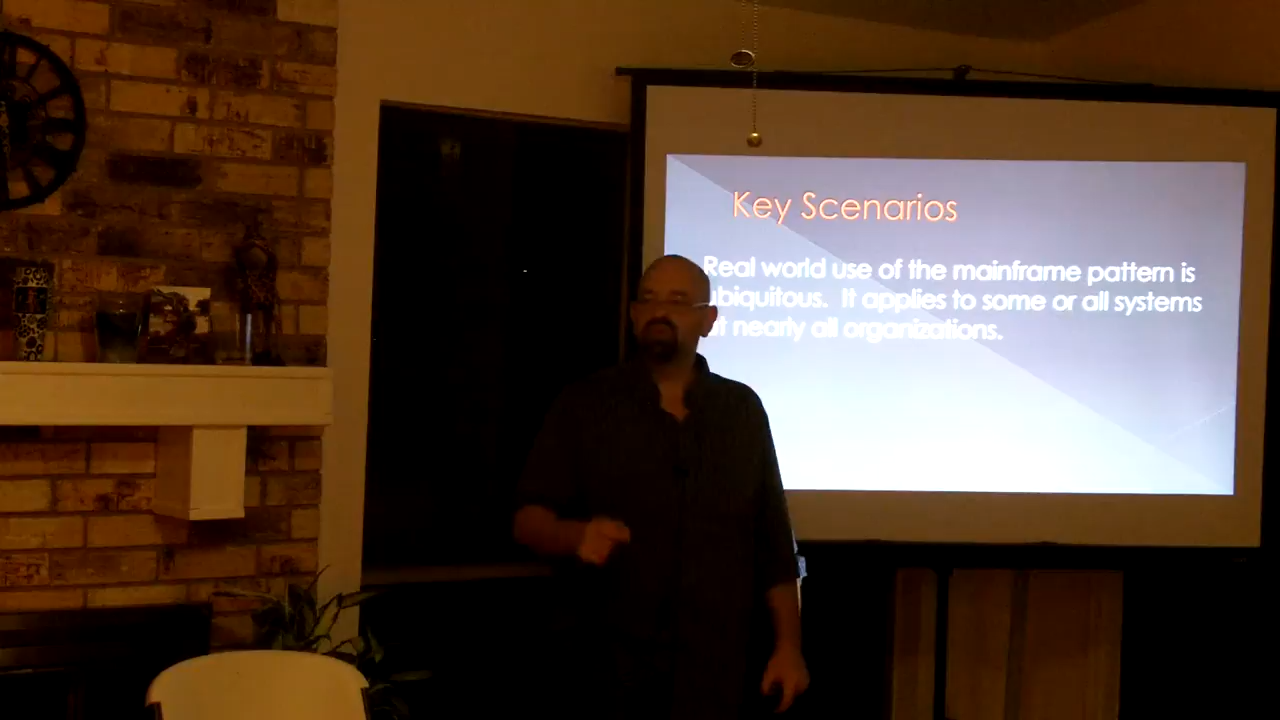 Key Scenarios
Real world use of the mainframe pattern is
ubiquitous. It applies to some or all systems
at nearly all organizations.